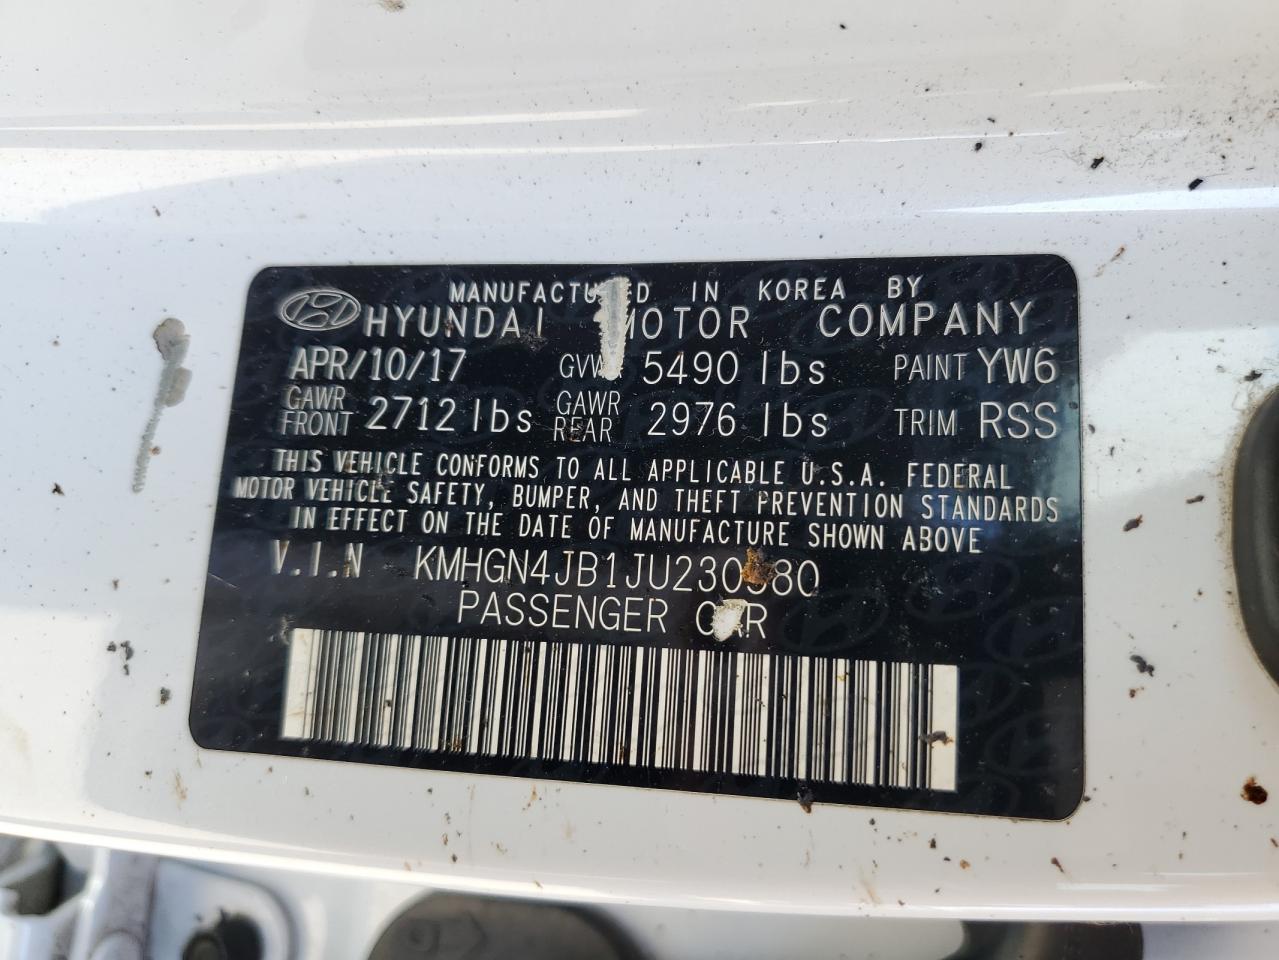 MANUFACTURED IN KOREA BY
HYUNDAI MOTOR COMPANY
APR/10/17 GVWR 5490 lbs PAINT YW6
GAWR FRONT 2712 lbs GAWR REAR 2976 lbs TRIM RSS
THIS VEHICLE CONFORMS TO ALL APPLICABLE U.S.A. FEDERAL
MOTOR VEHICLE SAFETY, BUMPER, AND THEFT PREVENTION STANDARDS
IN EFFECT ON THE DATE OF MANUFACTURE SHOWN ABOVE
V.I.N KMHGN4JB1JU230580
PASSENGER CAR